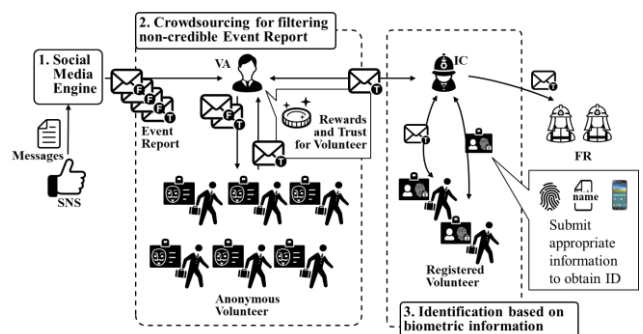 2. Crowdsourcing for filtering
non-credible Event Report
1. Social
Media
Engine
VA
IC
F
F
F
T
F
T
T
T
T
T
Event
Report
Rewards
and Trust
for Volunteer
Messages
SNS
FR
name
Submit
appropriate
information
to obtain ID
Anonymous
Volunteer
Registered
Volunteer
3. Identification based on
biometric information